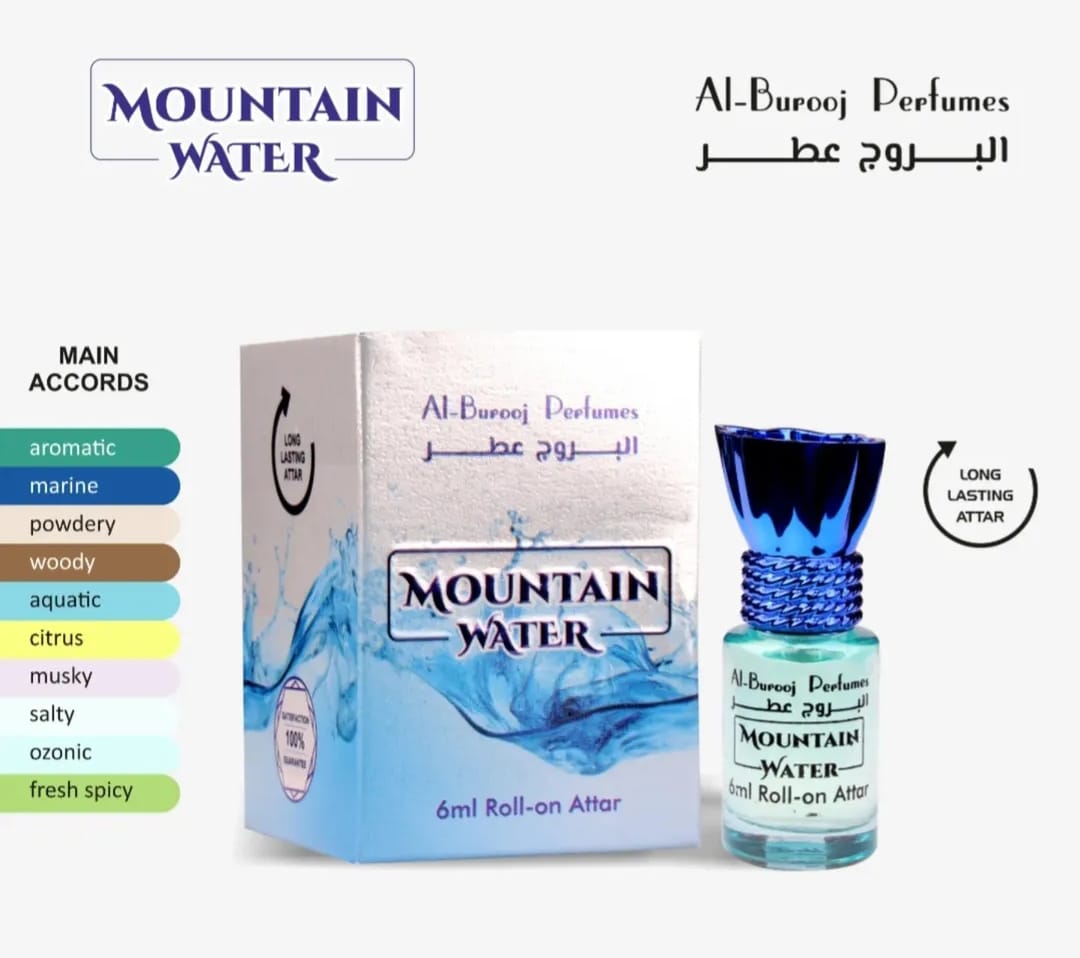 MOUNTAIN
WATER
Al-Burooj Perfumes
البروج عطر
MAIN
ACCORDS
aromatic
marine
powdery
woody
aquatic
citrus
musky
salty
ozonic
fresh spicy
LONG
LASTING
ATTAR
SATISFACTION
100%
GUARANTEE
Al-Burooj Perfumes
البروج عطر
MOUNTAIN
WATER
6ml Roll-on Attar
Al-Burooj Perfumes
البروج عطر
MOUNTAIN
WATER
6ml Roll-on Attar
LONG
LASTING
ATTAR